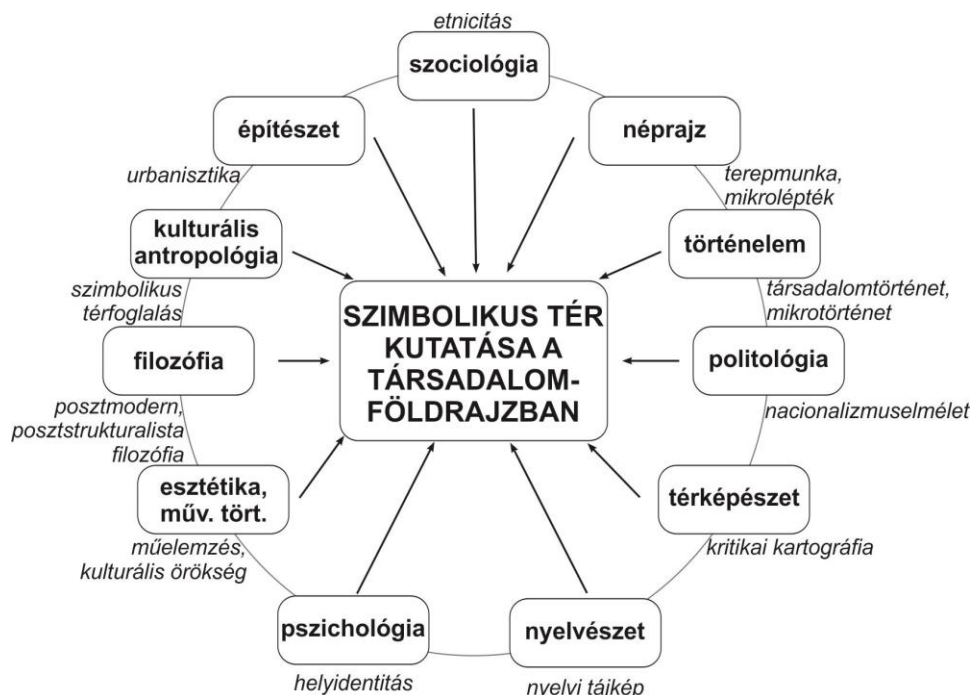 etnicitás
szociológia
építészet
néprajz
urbanisztika
terepmunka,
mikrolépték
kulturális
antropológia
történelem
szimbolikus
térfoglalás
társadalomtörténet,
mikrotörténet
SZIMBOLIKUS TÉR
KUTATÁSA A
TÁRSADALOM-
FÖLDRAJZBAN
filozófia
politológia
posztmodern,
posztstrukturalista
filozófia
nacionalizmuselmélet
esztétika,
műv. tört.
térképészet
műelemzés,
kulturális örökség
kritikai kartográfia
pszichológia
nyelvészet
helyidentitás
nyelvi tájkép